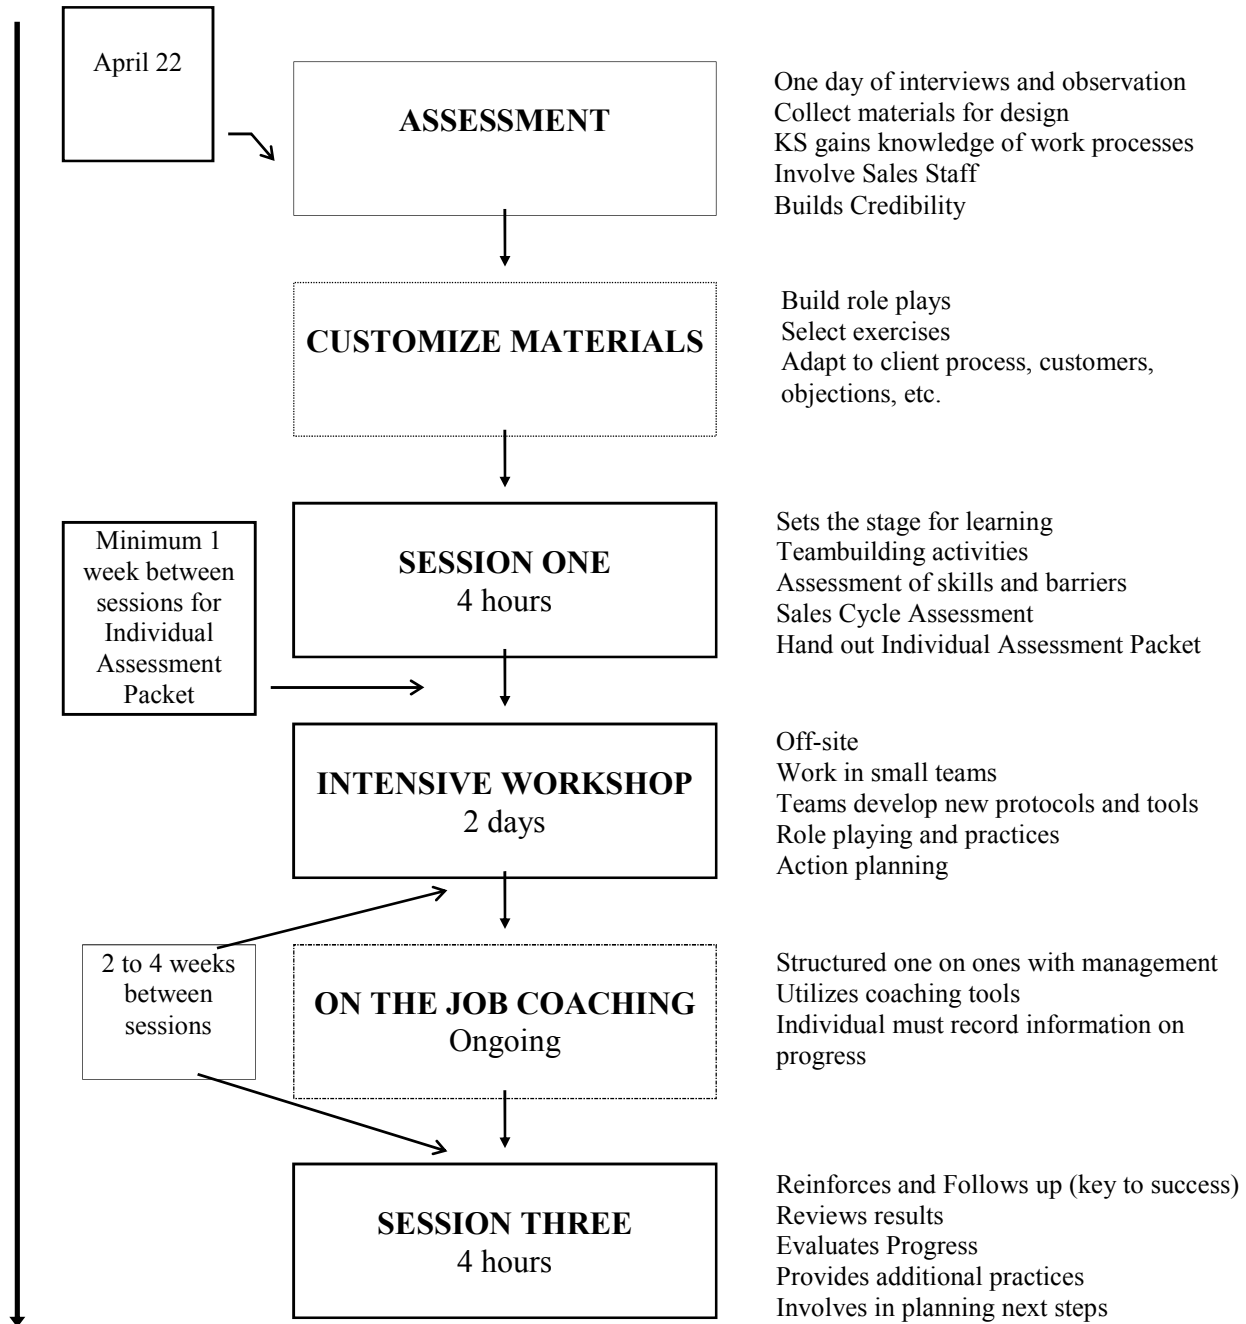 April 22
ASSESSMENT
One day of interviews and observation
Collect materials for design
KS gains knowledge of work processes
Involve Sales Staff
Builds Credibility
CUSTOMIZE MATERIALS
Build role plays
Select exercises
Adapt to client process, customers,
objections, etc.
Minimum 1
week between
sessions for
Individual
Assessment
Packet
SESSION ONE
4 hours
Sets the stage for learning
Teambuilding activities
Assessment of skills and barriers
Sales Cycle Assessment
Hand out Individual Assessment Packet
INTENSIVE WORKSHOP
2 days
Off-site
Work in small teams
Teams develop new protocols and tools
Role playing and practices
Action planning
2 to 4 weeks
between
sessions
ON THE JOB COACHING
Ongoing
Structured one on ones with management
Utilizes coaching tools
Individual must record information on
progress
SESSION THREE
4 hours
Reinforces and Follows up (key to success)
Reviews results
Evaluates Progress
Provides additional practices
Involves in planning next steps